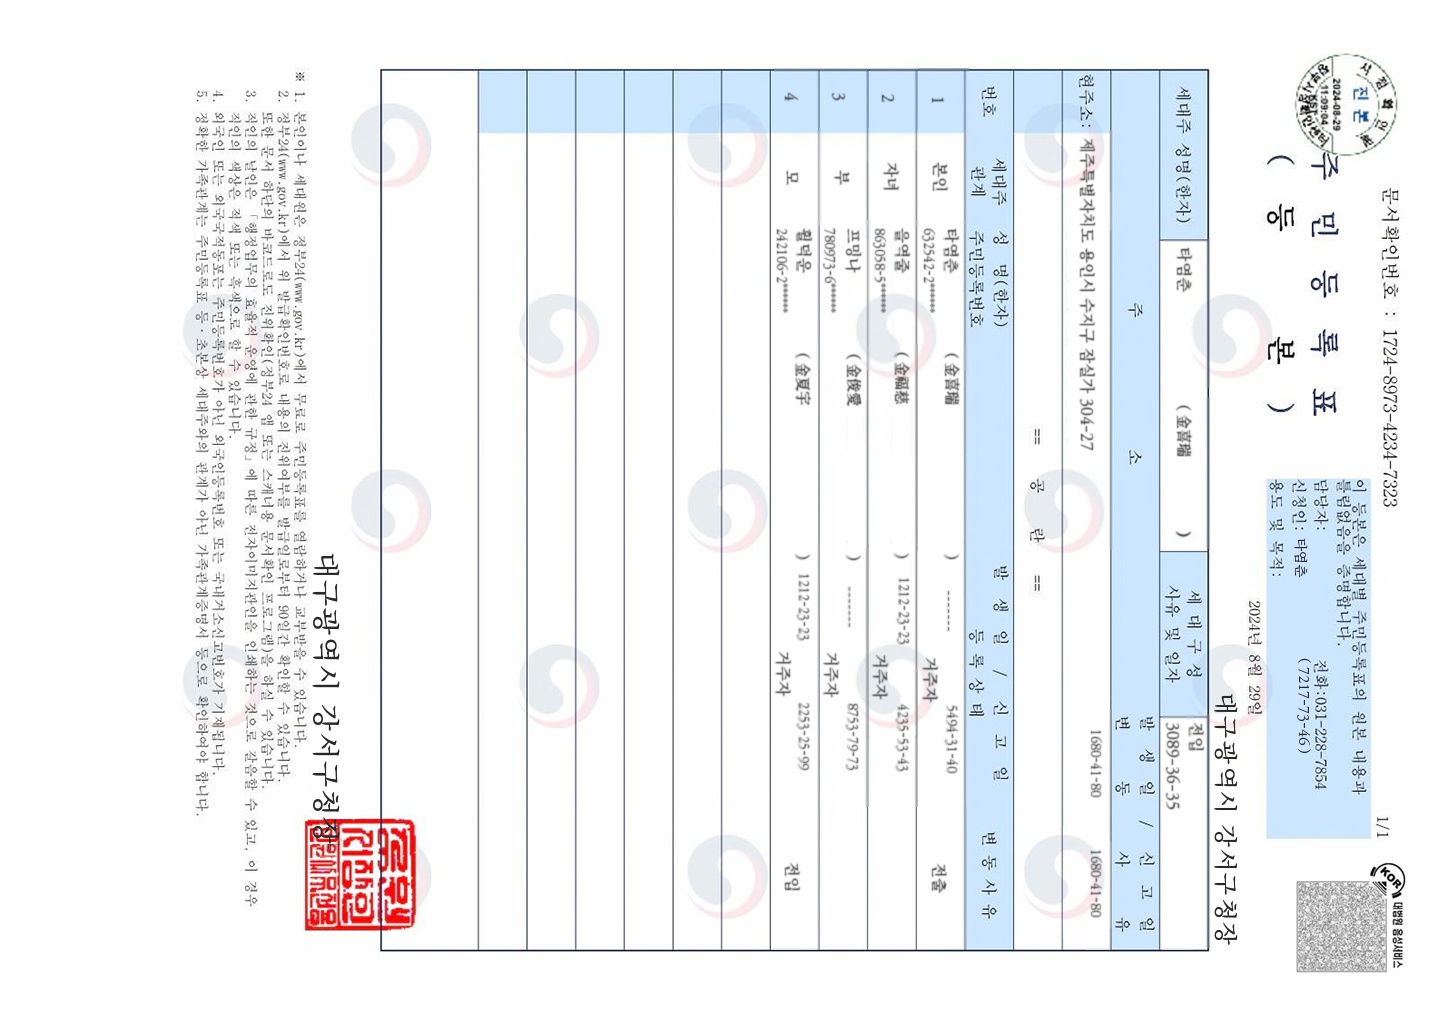 문서확인번호 : 1724-8973-4234-7323
1/1
주 민 등 록 표
( 등 본 )
이 등본은 세대별 주민등록표의 원본 내용과
틀림없음을 증명합니다.
담당자: 전화:031-228-7854
신청인: 타염춘 (7217-73-46)
용도 및 목적:
2024년 8월 29일
대구광역시 강서구청장
진 본
2024-08-29
11:09:04
KOR 대법원 음성서비스
세대주 성명(한자) 타염춘 ( 金喜瑞 ) 세 대 구 성 사유 및 일자 전입 3089-36-35
주 소 발 생 일 / 신 고 일
변 동 사 유
현주소: 제주특별자치도 용인시 수지구 잠실가 304-27 1680-41-80 1680-41-80
== 공 란 ==
번호 세대주 관계 성 명(한자) 주민등록번호 발 생 일 / 신 고 일 등 록 상 태 변 동 사 유
1 본인 타염춘 ( 金喜瑞 ) ------- 5494-31-40 전출
632542-2****** 거주자
2 자녀 을역줄 ( 金福慈 ) 1212-23-23 4235-53-43
863058-5****** 거주자
3 부 프밍나 ( 金俊愛 ) ------- 8753-79-73
780973-6****** 거주자
4 모 휠덕운 ( 金夏宇 ) 1212-23-23 2253-25-99 전입
242106-2****** 거주자
대구광역시 강서구청장
※ 1. 본인이나 세대원은 정부24(www.gov.kr)에서 무료로 주민등록표를 열람하거나 교부받을 수 있습니다.
2. 정부24(www.gov.kr)에서 위 발급확인번호로 내용의 진위여부를 발급일로부터 90일간 확인할 수 있습니다.
또한 문서 하단의 바코드로도 진위확인(정부24 앱 또는 스캐너용 문서확인 프로그램)을 하실 수 있습니다.
3. 직인의 날인은 「행정업무의 효율적 운영에 관한 규정」에 따른 전자이미지관인을 인쇄하는 것으로 갈음할 수 있고, 이 경우
직인의 색상은 적색 또는 흑색으로 할 수 있습니다.
4. 외국인 또는 외국국적동포는 주민등록번호가 아닌 외국인등록번호 또는 국내거소신고번호가 기재됩니다.
5. 정확한 가족관계는 주민등록표 등·초본상 세대주와의 관계가 아닌 가족관계증명서 등으로 확인하여야 합니다.